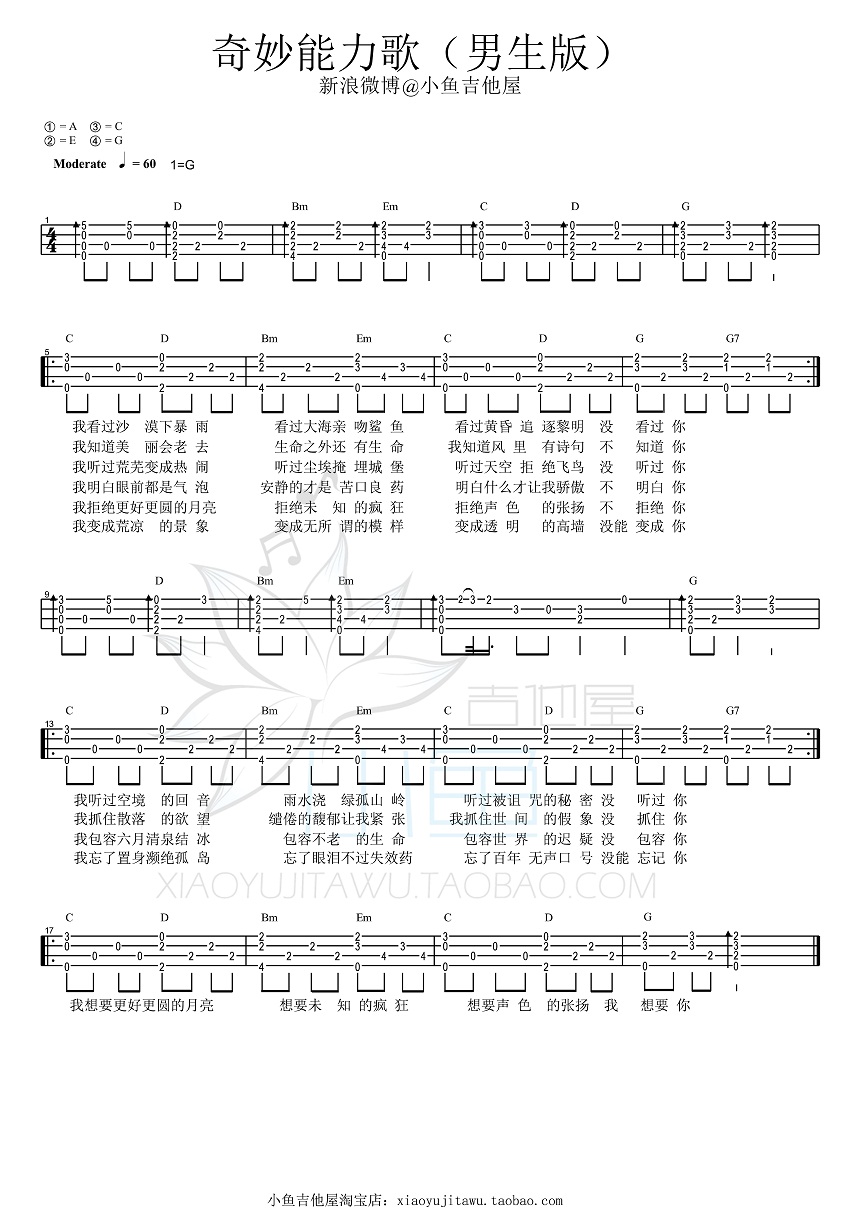 奇妙能力歌（男生版）
新浪微博@小鱼吉他屋
① = A ③ = C
② = E ④ = G
Moderate ♩ = 60 1=G
D Bm Em C D G
1
C D Bm Em C D G G7
5
我看过沙 漠下暴 雨 看过大海亲 吻鲨 鱼 看过黄昏 追 逐黎明 没 看过 你
我知道美 丽会老 去 生命之外还 有生 命 我知道风 里 有诗句 不 知道 你
我听过荒芜变成热 闹 听过尘埃掩 埋城 堡 听过天空 拒 绝飞鸟 没 听过 你
我明白眼前都是气 泡 安静的才是 苦口良 药 明白什么才让我骄傲 不 明白 你
我拒绝更好更圆的月亮 拒绝未 知的疯 狂 拒绝声色 的张扬 不 拒绝 你
我变成荒凉 的景 象 变成无所 谓的模 样 变成透明 的高墙 没能 变成 你
D Bm Em G
9
C D Bm Em C D G G7
13
我听过空境 的回 音 雨水浇 绿孤山 岭 听过被诅 咒的秘 密 没 听过 你
我抓住散落 的欲 望 缱倦的馥郁让我紧 张 我抓住世 间 的假 象 没 抓住 你
我包容六月清泉结 冰 包容不老 的生 命 包容世 界 的迟 疑 没 包容 你
我忘了置身濒绝孤 岛 忘了眼泪不过失效药 忘了百年 无声口 号 没能 忘记 你
吉他屋
小鱼
XIAOYUJITAWU.TAOBAO.COM
C D Bm Em C D G
17
我想要更好更圆的月亮 想要未 知的疯 狂 想要声色 的张扬 我 想要 你
小鱼吉他屋淘宝店：xiaoyujitawu.taobao.com